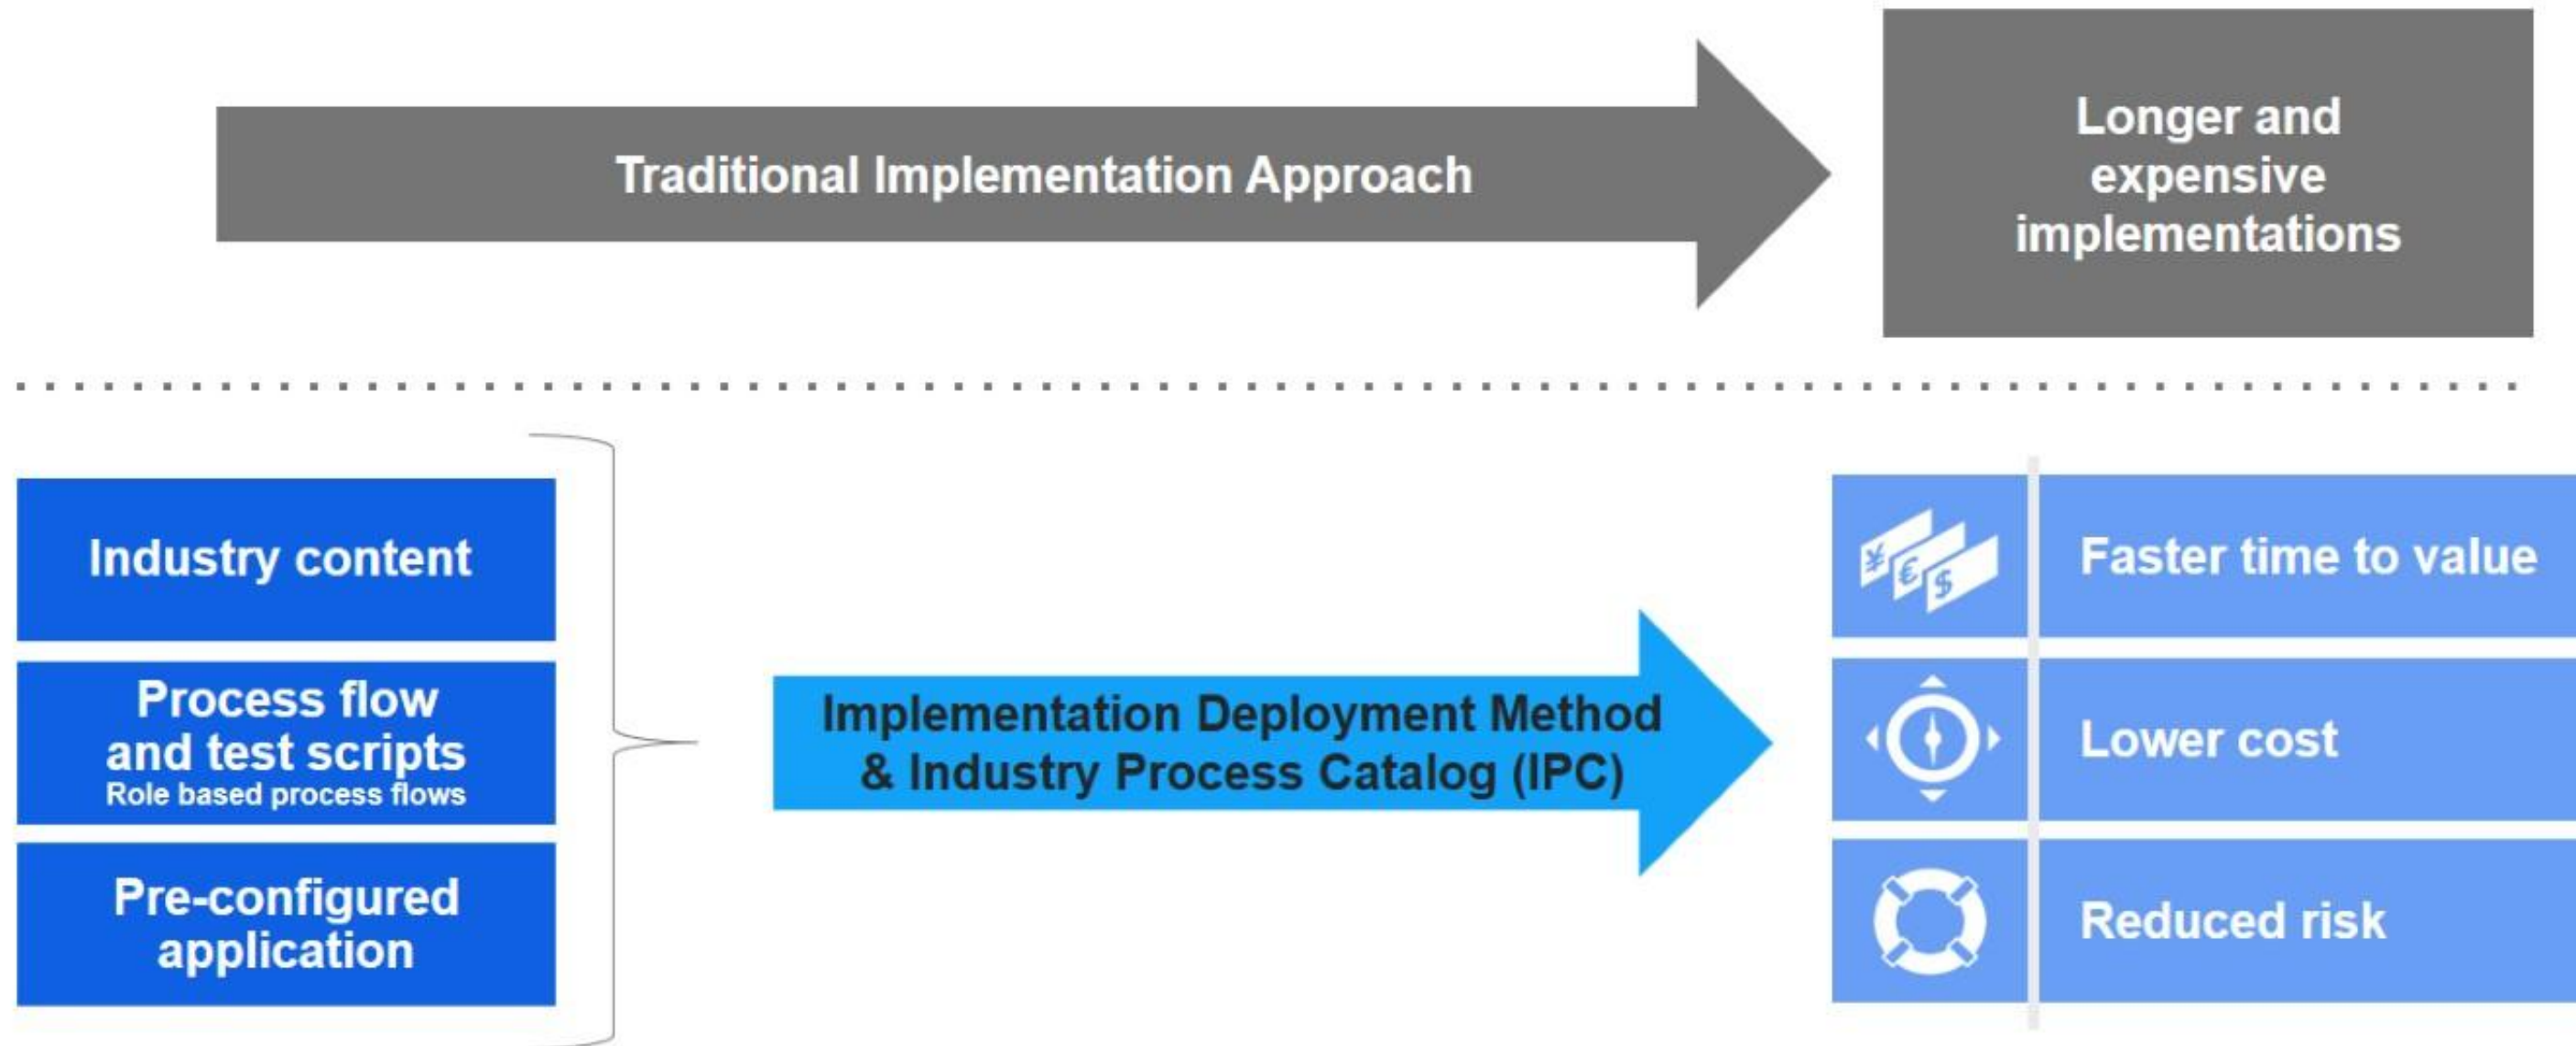 Traditional Implementation Approach
Longer and
expensive
implementations
Industry content
Process flow
and test scripts
Role based process flows
Pre-configured
application
Implementation Deployment Method
& Industry Process Catalog (IPC)
¥ € $
Faster time to value
Lower cost
Reduced risk